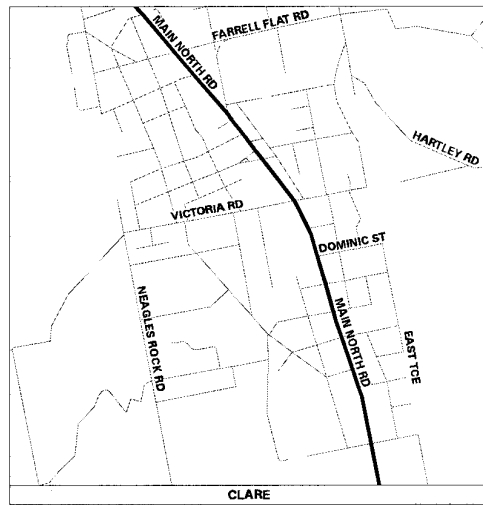 FARRELL FLAT RD
MAIN NORTH RD
HARTLEY RD
VICTORIA RD
DOMINIC ST
NEAGLES ROCK RD
MAIN NORTH RD
EAST TCE
CLARE